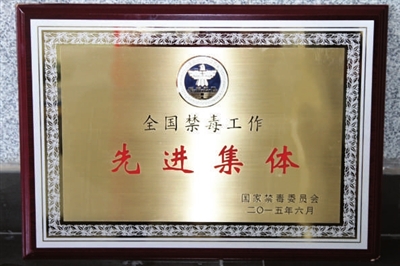 全国禁毒工作
先进集体
国家禁毒委员会
二〇一五年六月